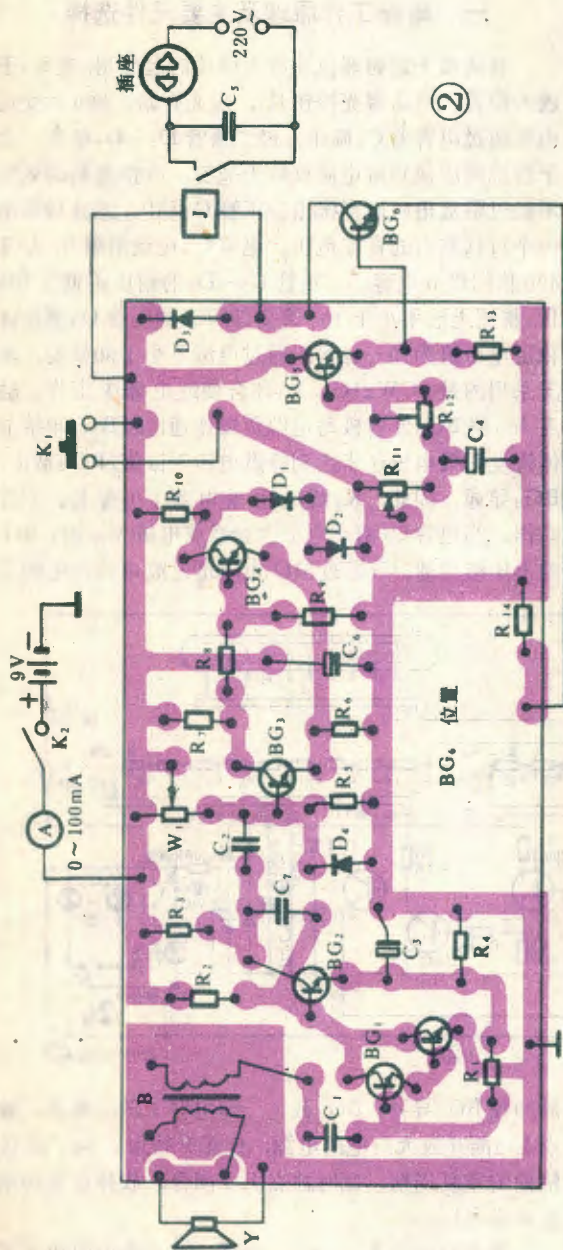 9V
+ −
K₂
A
0～100mA
K₁
插座
220V
C₅
J
Y
B
R₂
R₃
W₁
R₇
R₈
R₁₀
D₃
C₇
C₂
BG₃
BG₄
D₁
BG₅
C₁
BG₁
BG₂
D₄
R₅
R₆
C₆
D₂
R₁₁
R₁₂
C₃
R₄
BG₆ 位置
C₄
R₁₃
R₁₄
BG₆
②